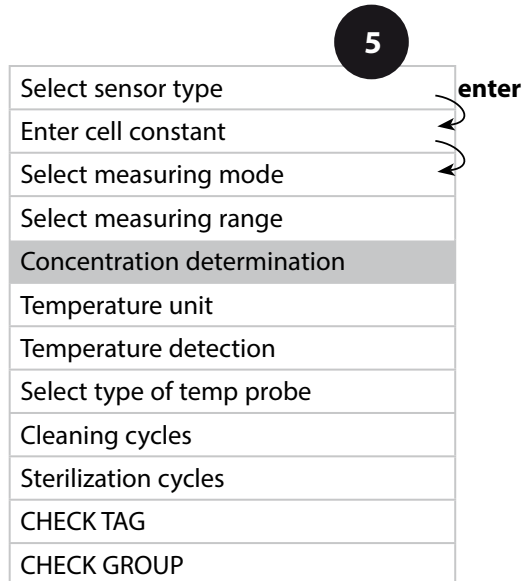 5
Select sensor type enter
Enter cell constant
Select measuring mode
Select measuring range
Concentration determination
Temperature unit
Temperature detection
Select type of temp probe
Cleaning cycles
Sterilization cycles
CHECK TAG
CHECK GROUP